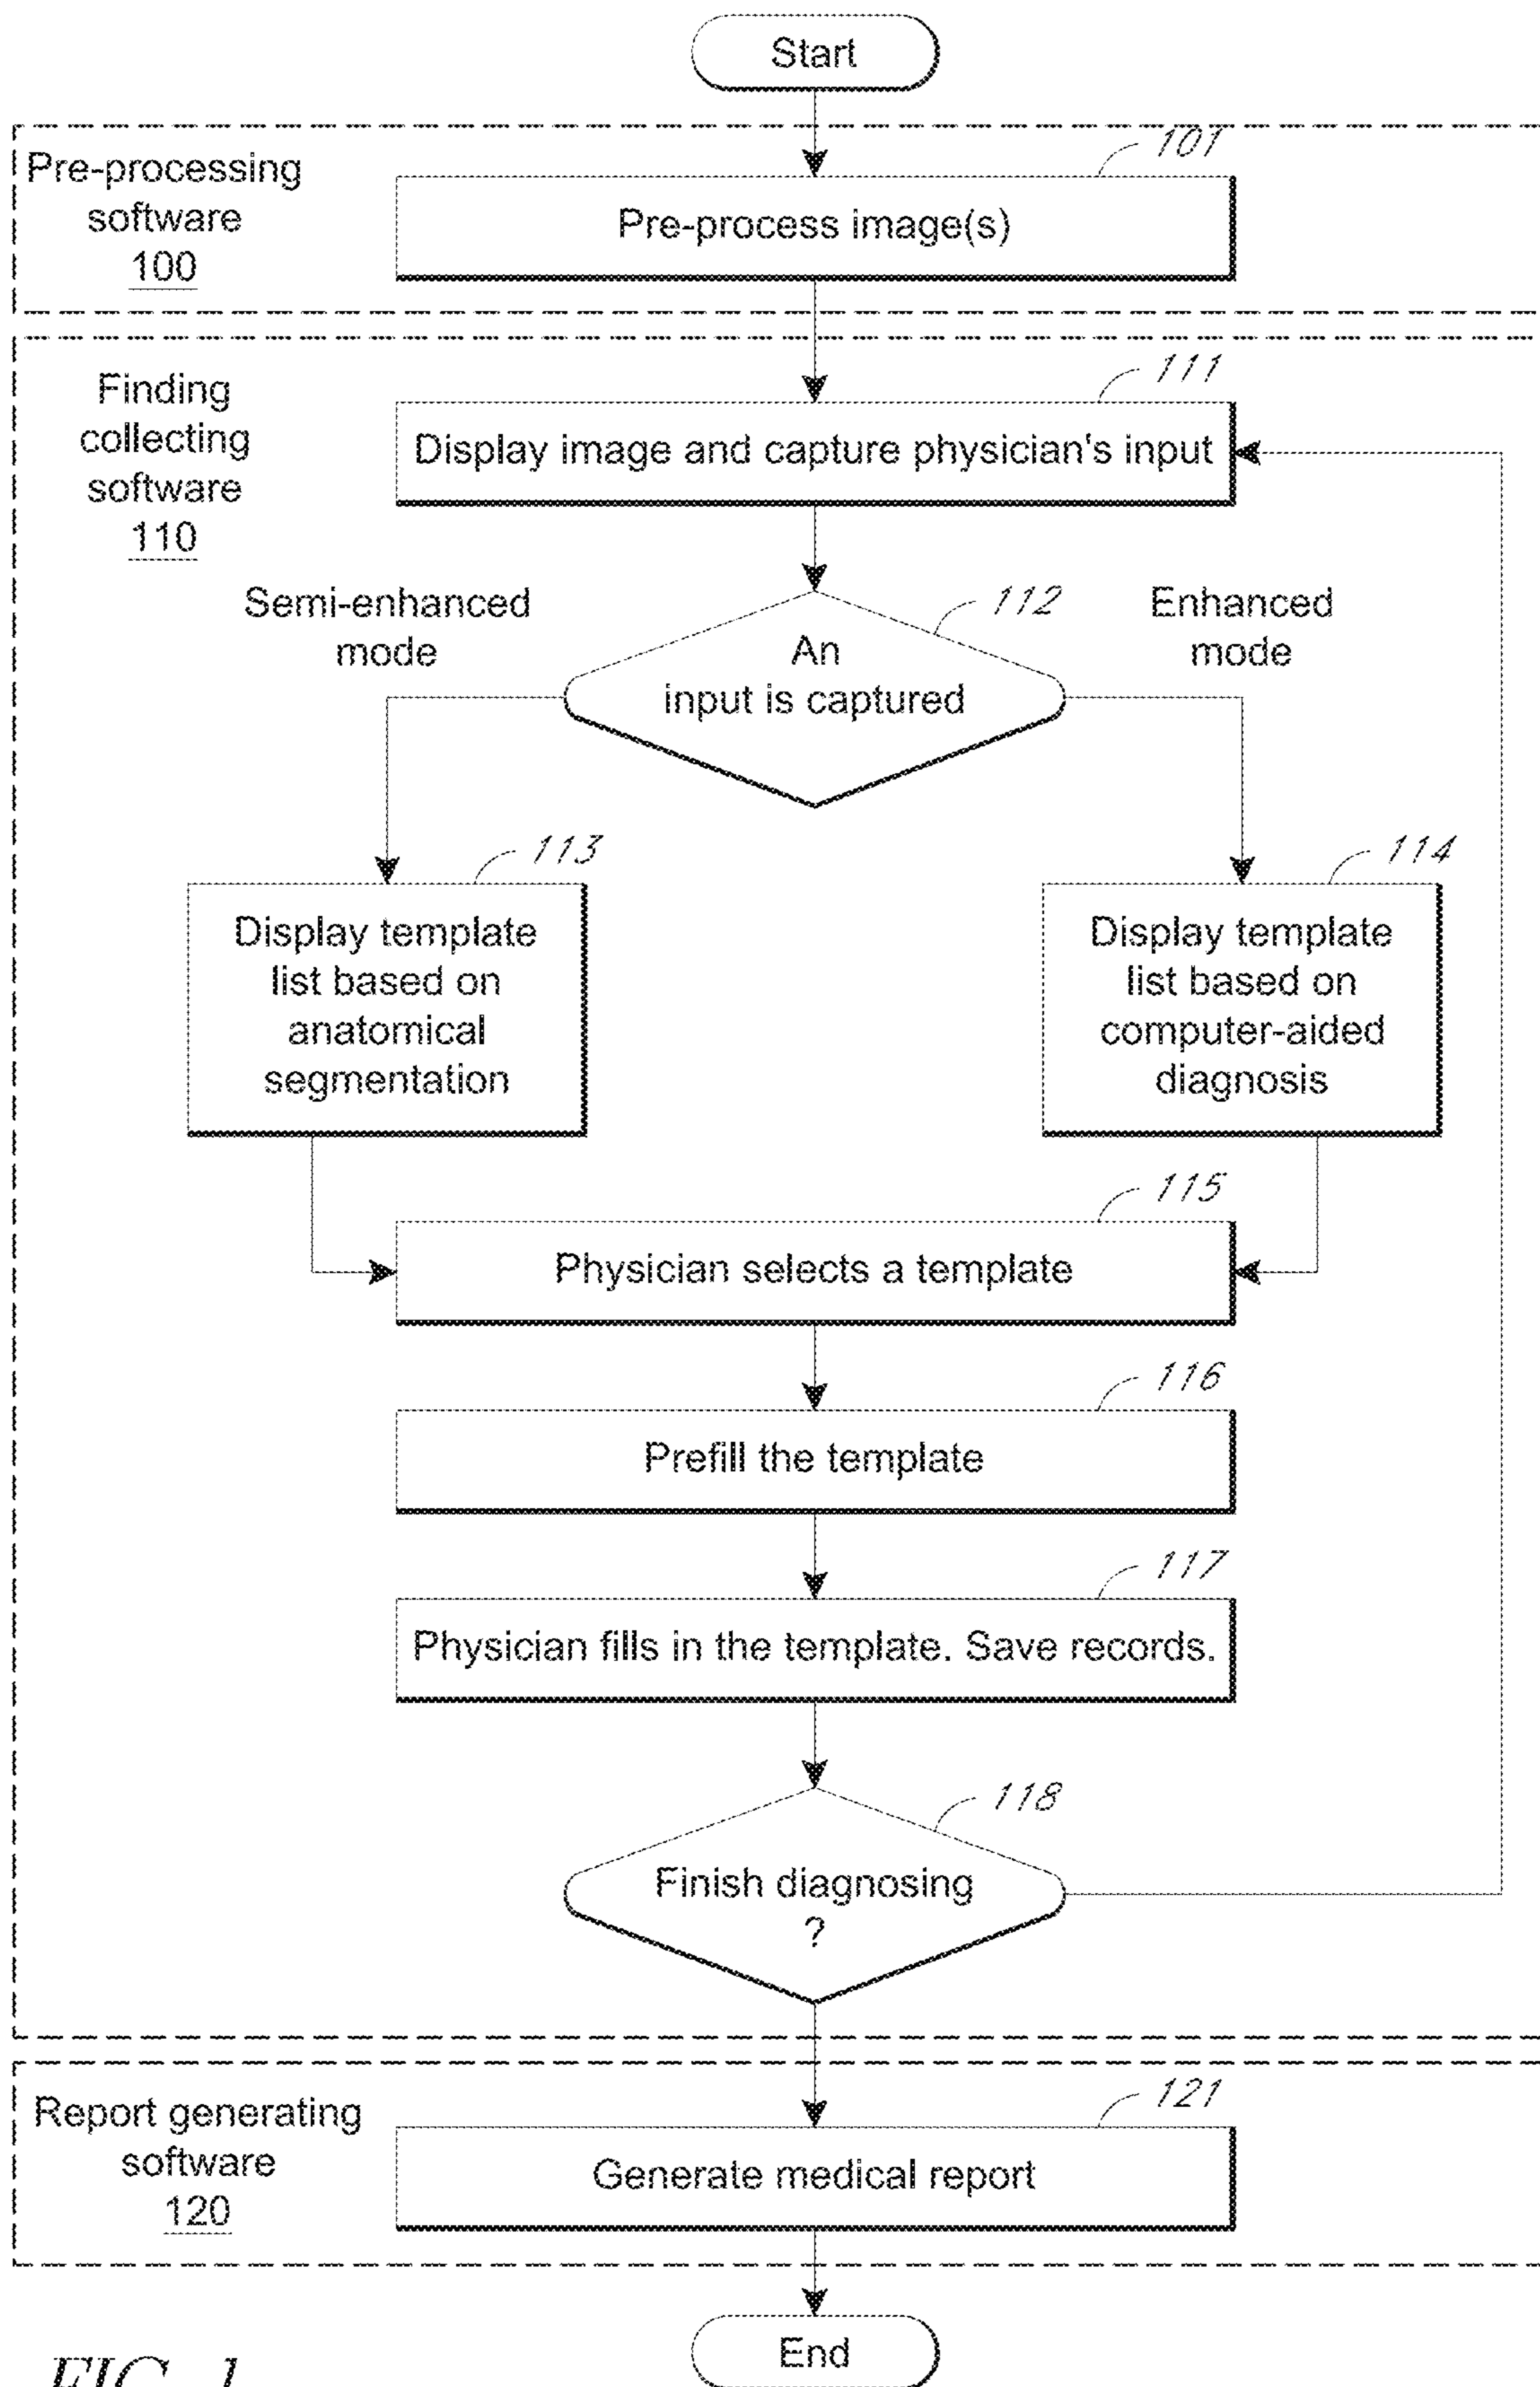 Start
101
Pre-processing
software
100
Pre-process image(s)
111
Finding
collecting
software
110
Display image and capture physician's input
112
Semi-enhanced
mode
An
input is captured
Enhanced
mode
113
Display template
list based on
anatomical
segmentation
114
Display template
list based on
computer-aided
diagnosis
115
Physician selects a template
116
Prefill the template
117
Physician fills in the template. Save records.
118
Finish diagnosing
?
121
Report generating
software
120
Generate medical report
End
FIG. 1